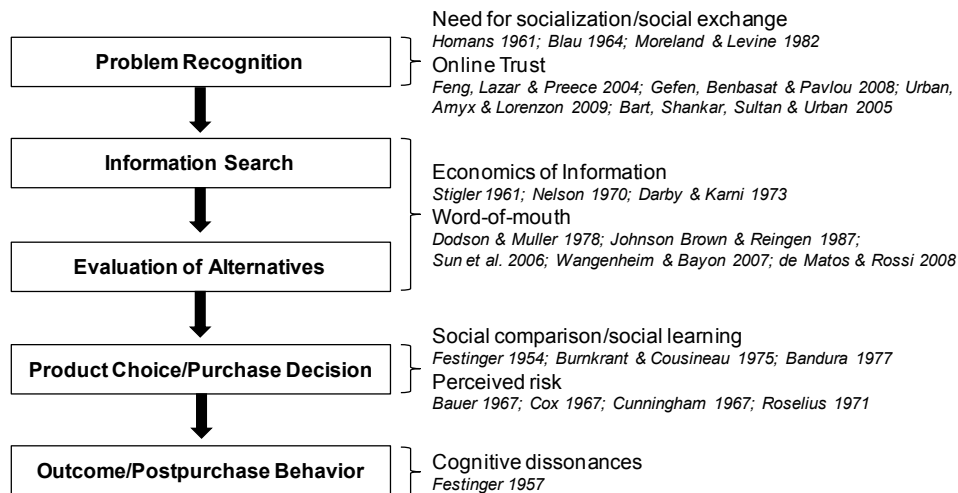 Need for socialization/social exchange
Homans 1961; Blau 1964; Moreland & Levine 1982
Problem Recognition
Online Trust
Feng, Lazar & Preece 2004; Gefen, Benbasat & Pavlou 2008; Urban,
Amyx & Lorenzon 2009; Bart, Shankar, Sultan & Urban 2005
Information Search
Economics of Information
Stigler 1961; Nelson 1970; Darby & Karni 1973
Word-of-mouth
Dodson & Muller 1978; Johnson Brown & Reingen 1987;
Sun et al. 2006; Wangenheim & Bayon 2007; de Matos & Rossi 2008
Evaluation of Alternatives
Social comparison/social learning
Festinger 1954; Burnkrant & Cousineau 1975; Bandura 1977
Product Choice/Purchase Decision
Perceived risk
Bauer 1967; Cox 1967; Cunningham 1967; Roselius 1971
Outcome/Postpurchase Behavior
Cognitive dissonances
Festinger 1957